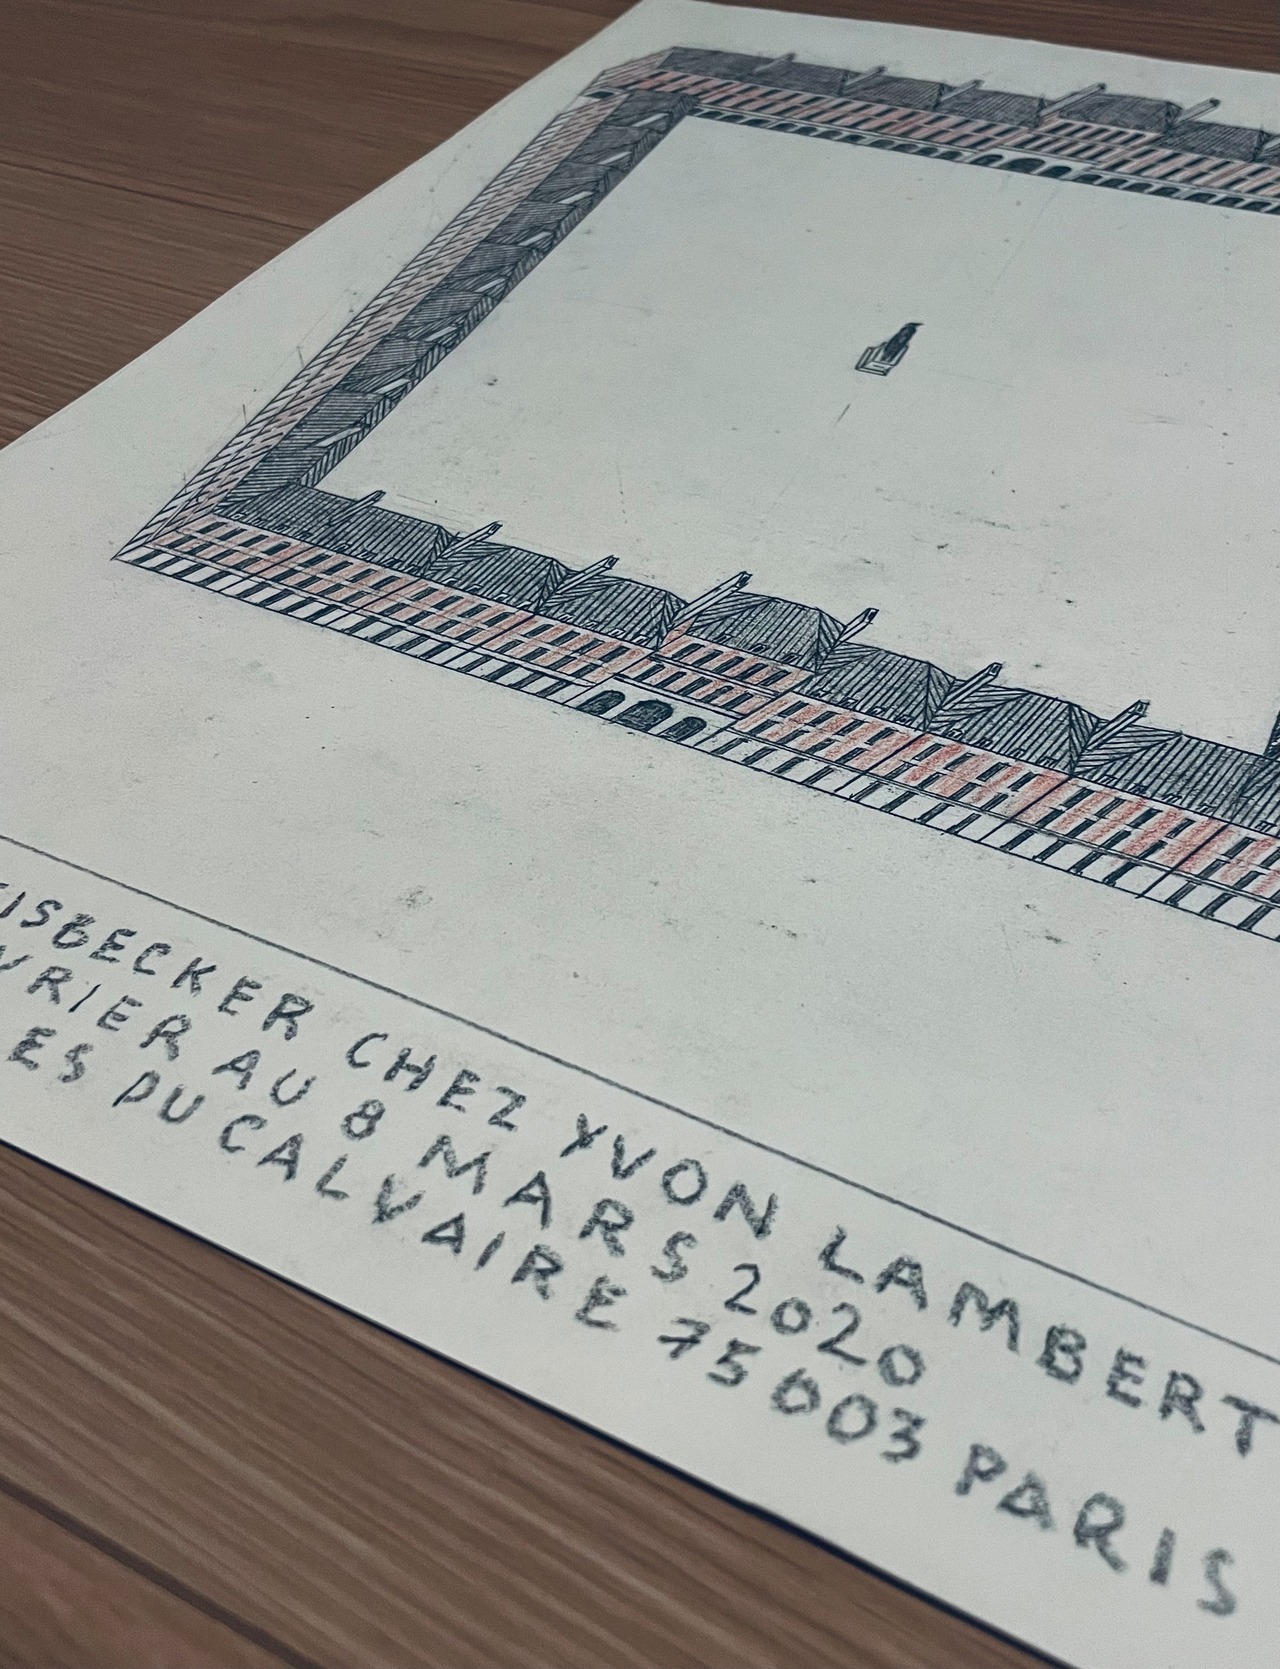 ISBECKER CHEZ YVON LAMBERT
VRIER AU 8 MARS 2020
ES DU CALVAIRE 75003 PARIS